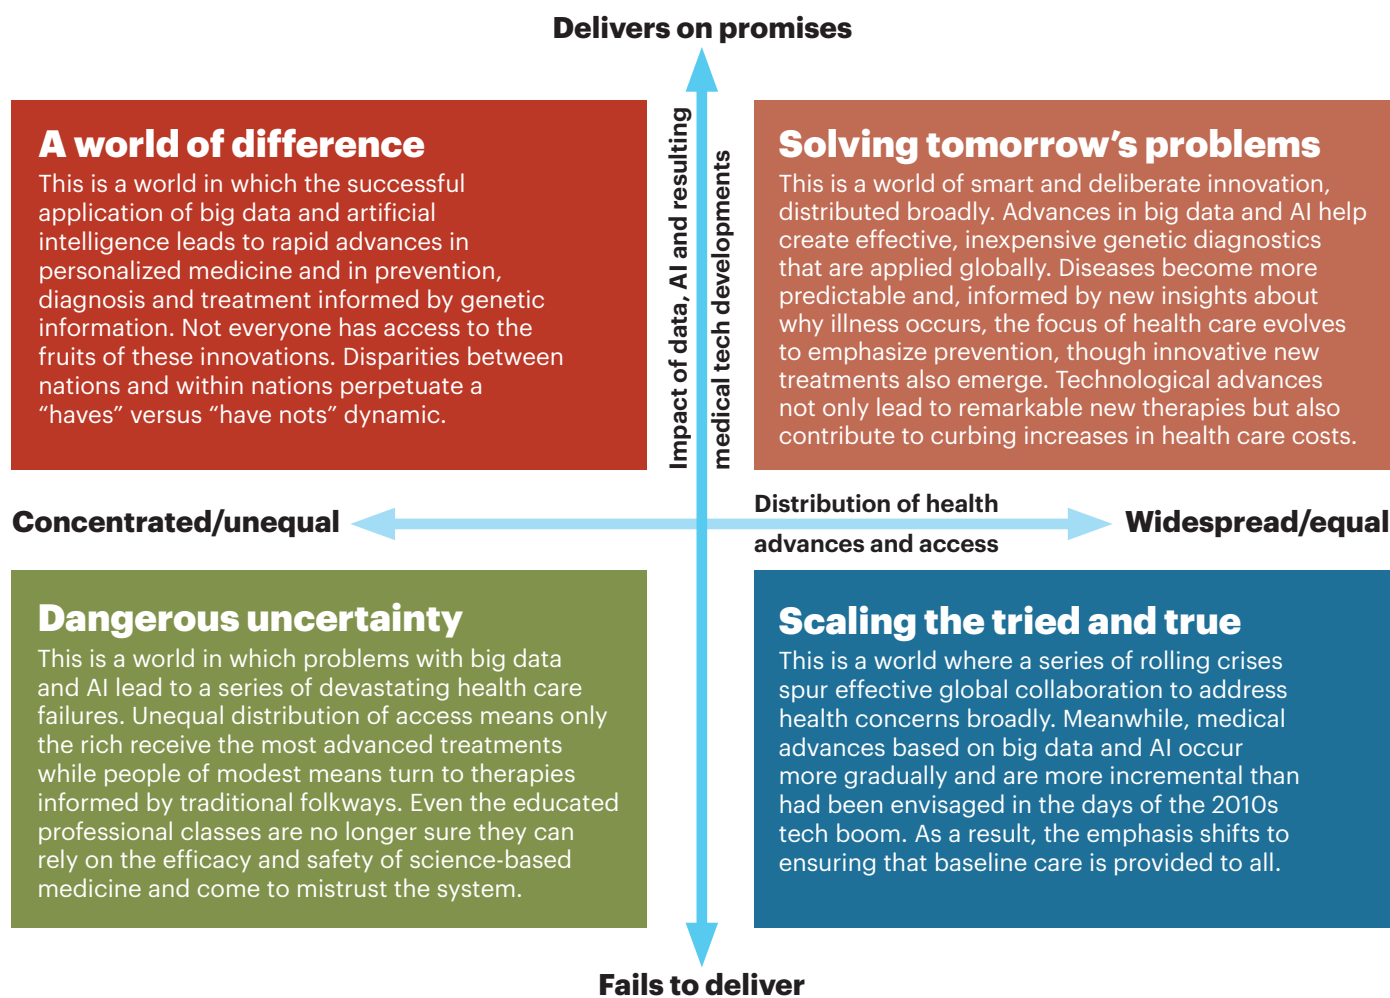 Delivers on promises
A world of difference
This is a world in which the successful
application of big data and artificial
intelligence leads to rapid advances in
personalized medicine and in prevention,
diagnosis and treatment informed by genetic
information. Not everyone has access to the
fruits of these innovations. Disparities between
nations and within nations perpetuate a
“haves” versus “have nots” dynamic.
Impact of data, AI and resulting
medical tech developments
Solving tomorrow’s problems
This is a world of smart and deliberate innovation,
distributed broadly. Advances in big data and AI help
create effective, inexpensive genetic diagnostics
that are applied globally. Diseases become more
predictable and, informed by new insights about
why illness occurs, the focus of health care evolves
to emphasize prevention, though innovative new
treatments also emerge. Technological advances
not only lead to remarkable new therapies but also
contribute to curbing increases in health care costs.
Concentrated/unequal
Distribution of health
advances and access
Widespread/equal
Dangerous uncertainty
This is a world in which problems with big data
and AI lead to a series of devastating health care
failures. Unequal distribution of access means only
the rich receive the most advanced treatments
while people of modest means turn to therapies
informed by traditional folkways. Even the educated
professional classes are no longer sure they can
rely on the efficacy and safety of science-based
medicine and come to mistrust the system.
Scaling the tried and true
This is a world where a series of rolling crises
spur effective global collaboration to address
health concerns broadly. Meanwhile, medical
advances based on big data and AI occur
more gradually and are more incremental than
had been envisaged in the days of the 2010s
tech boom. As a result, the emphasis shifts to
ensuring that baseline care is provided to all.
Fails to deliver